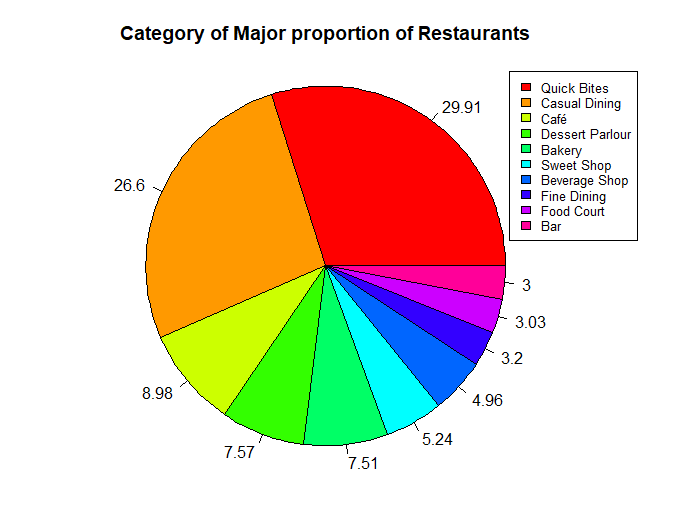 Category of Major proportion of Restaurants
Quick Bites
Casual Dining
Café
Dessert Parlour
Bakery
Sweet Shop
Beverage Shop
Fine Dining
Food Court
Bar
29.91
26.6
8.98
7.57
7.51
5.24
4.96
3.2
3.03
3